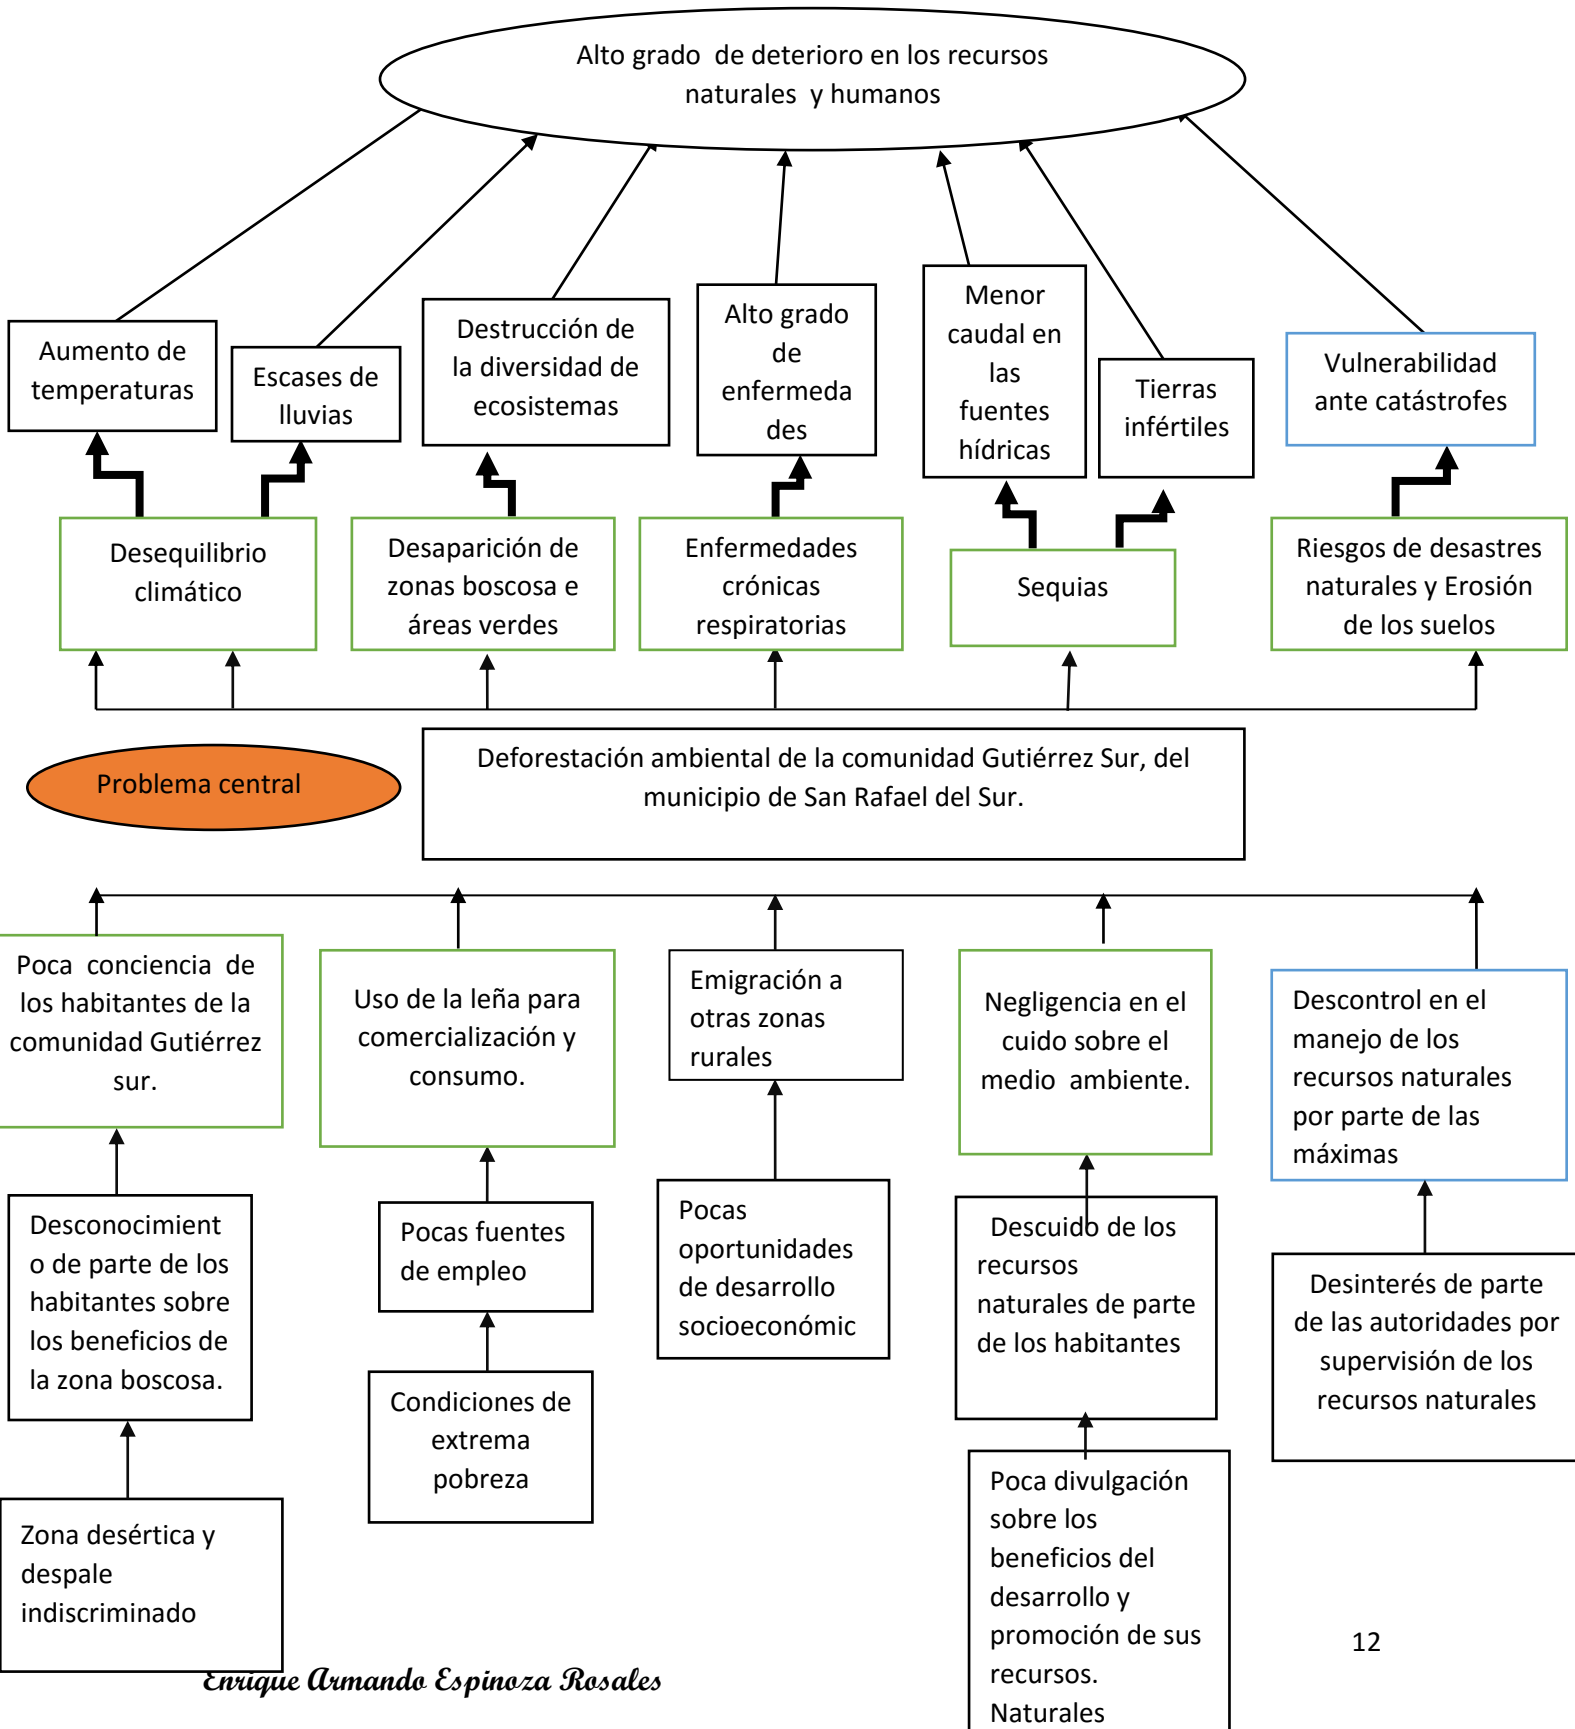 Alto grado de deterioro en los recursos
naturales y humanos
Aumento de
temperaturas
Escases de
lluvias
Destrucción de
la diversidad de
ecosistemas
Alto grado
de
enfermeda
des
Menor
caudal en
las
fuentes
hídricas
Tierras
infértiles
Vulnerabilidad
ante catástrofes
Desequilibrio
climático
Desaparición de
zonas boscosa e
áreas verdes
Enfermedades
crónicas
respiratorias
Sequias
Riesgos de desastres
naturales y Erosión
de los suelos
Problema central
Deforestación ambiental de la comunidad Gutiérrez Sur, del
municipio de San Rafael del Sur.
Poca conciencia de
los habitantes de la
comunidad Gutiérrez
sur.
Uso de la leña para
comercialización y
consumo.
Emigración a
otras zonas
rurales
Negligencia en el
cuido sobre el
medio ambiente.
Descontrol en el
manejo de los
recursos naturales
por parte de las
máximas
Desconocimient
o de parte de los
habitantes sobre
los beneficios de
la zona boscosa.
Pocas fuentes
de empleo
Pocas
oportunidades
de desarrollo
socioeconómic
Descuido de los
recursos
naturales de parte
de los habitantes
Desinterés de parte
de las autoridades por
supervisión de los
recursos naturales
Condiciones de
extrema
pobreza
Zona desértica y
despale
indiscriminado
Poca divulgación
sobre los
beneficios del
desarrollo y
promoción de sus
recursos.
Naturales
12
Enrique Armando Espinoza Rosales